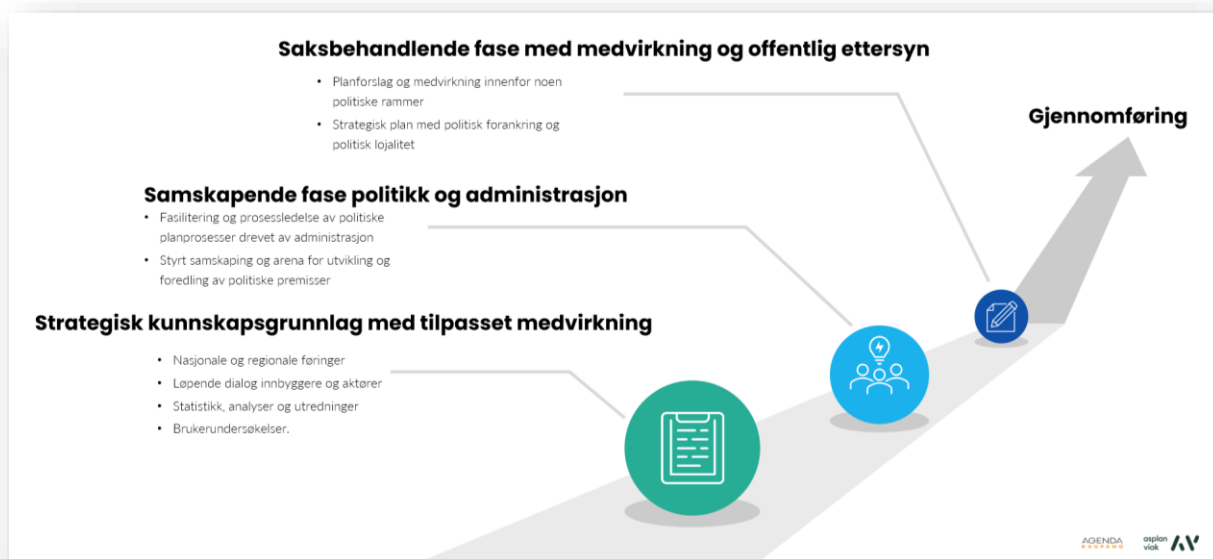 Saksbehandlende fase med medvirkning og offentlig ettersyn
• Planforslag og medvirkning innenfor noen
politiske rammer
• Strategisk plan med politisk forankring og
politisk lojalitet
Gjennomføring
Samskapende fase politikk og administrasjon
• Fasilitering og prosessledelse av politiske
planprosesser drevet av administrasjon
• Styrt samskaping og arena for utvikling og
foredling av politiske premisser
Strategisk kunnskapsgrunnlag med tilpasset medvirkning
• Nasjonale og regionale føringer
• Løpende dialog innbyggere og aktører
• Statistikk, analyser og utredninger
• Brukerundersøkelser.
AGENDA
KAUPANG
asplan
viak